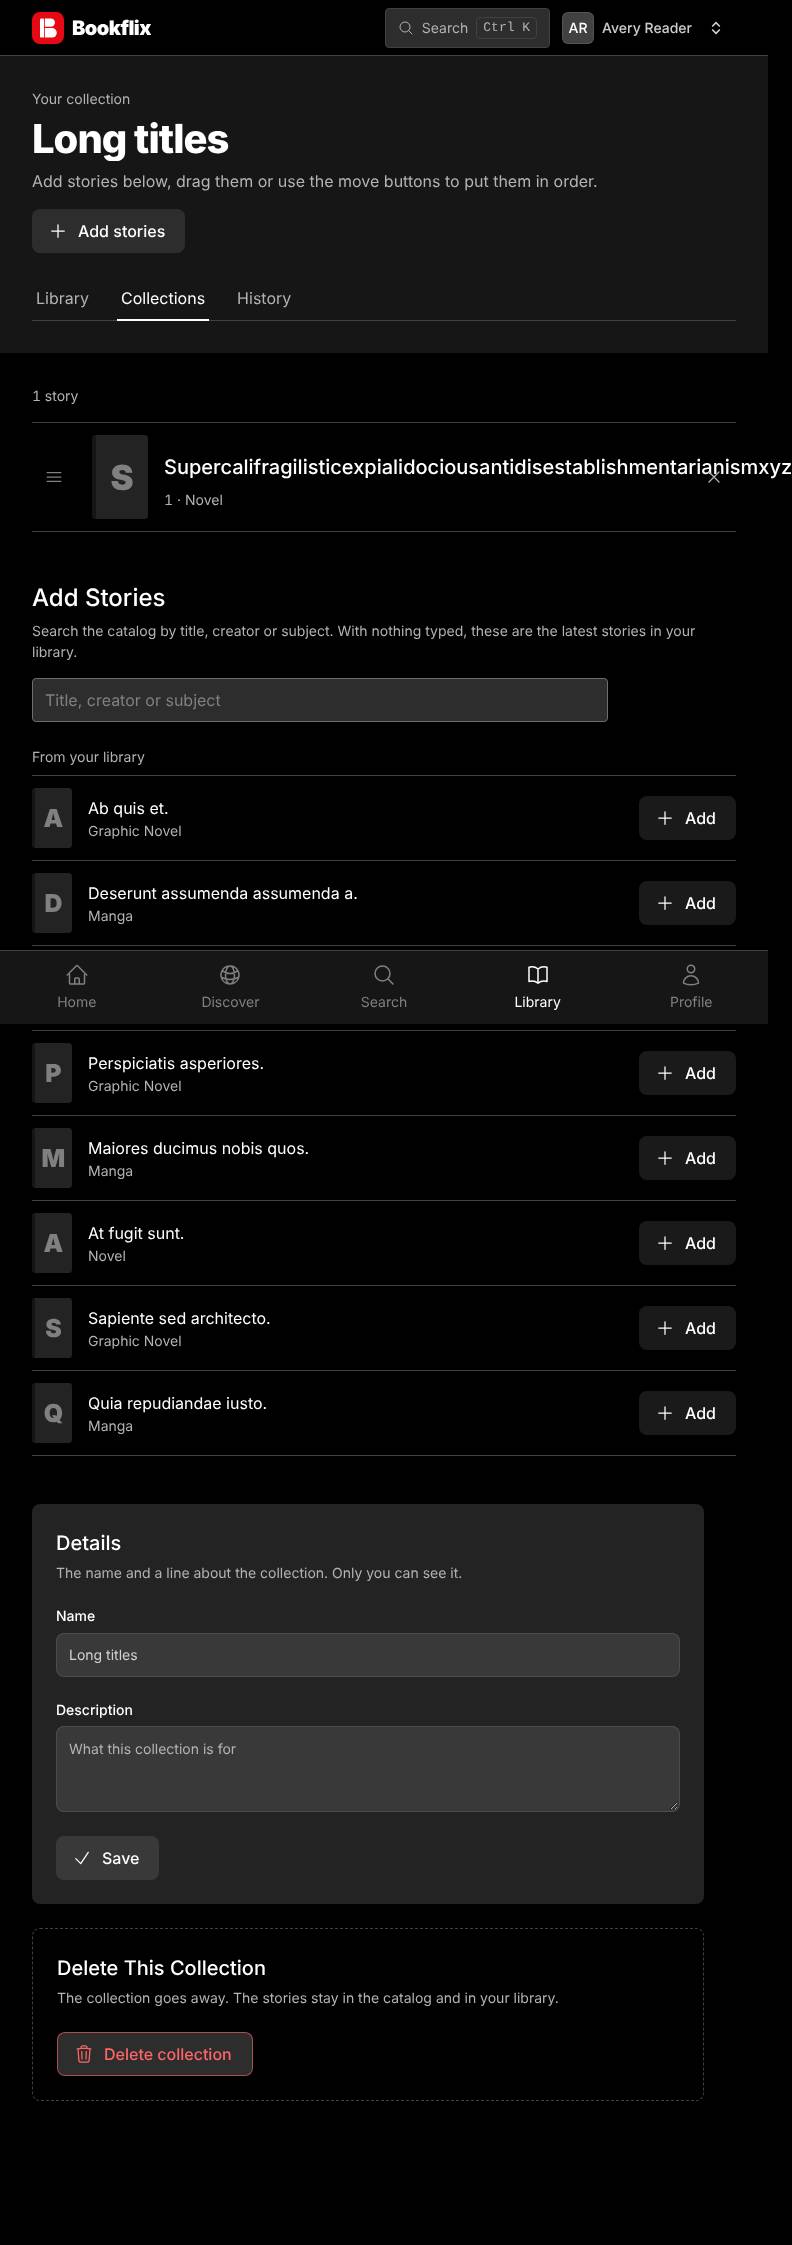 Bookflix
Search Ctrl K
AR Avery Reader
Your collection
Long titles
Add stories below, drag them or use the move buttons to put them in order.
Add stories
Library Collections History
1 story
S
Supercalifragilisticexpialidociousantidisestablishmentarianismxyz
1 · Novel
Add Stories
Search the catalog by title, creator or subject. With nothing typed, these are the latest stories in your
library.
Title, creator or subject
From your library
A
Ab quis et.
Graphic Novel
Add
D
Deserunt assumenda assumenda a.
Manga
Add
Home Discover Search Library Profile
P
Perspiciatis asperiores.
Graphic Novel
Add
M
Maiores ducimus nobis quos.
Manga
Add
A
At fugit sunt.
Novel
Add
S
Sapiente sed architecto.
Graphic Novel
Add
Q
Quia repudiandae iusto.
Manga
Add
Details
The name and a line about the collection. Only you can see it.
Name
Long titles
Description
What this collection is for
Save
Delete This Collection
The collection goes away. The stories stay in the catalog and in your library.
Delete collection